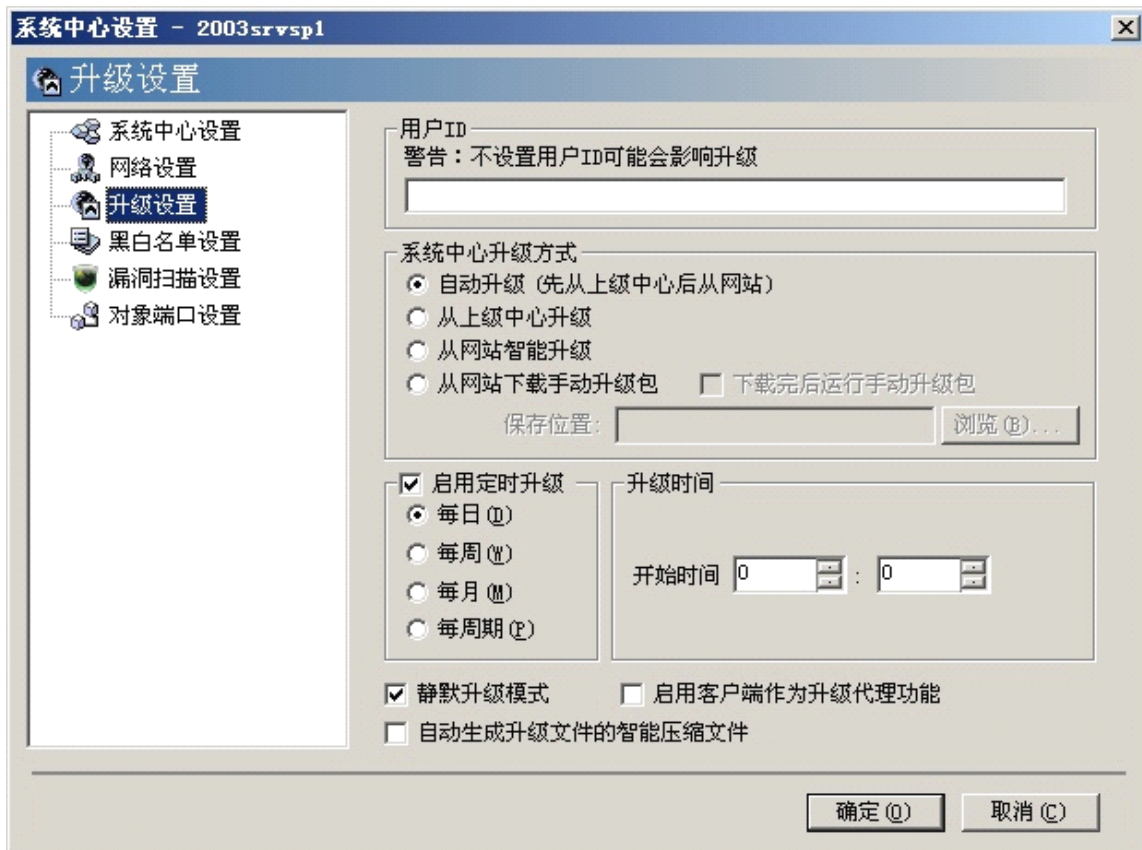 系统中心设置 - 2003srvsp1
升级设置
系统中心设置
网络设置
升级设置
黑白名单设置
漏洞扫描设置
对象端口设置
用户ID
警告：不设置用户ID可能会影响升级
系统中心升级方式
自动升级（先从上级中心后从网站）
从上级中心升级
从网站智能升级
从网站下载手动升级包 下载完后运行手动升级包
保存位置: 浏览(B)...
启用定时升级
每日(D)
每周(W)
每月(M)
每周期(P)
升级时间
开始时间 0 : 0
静默升级模式 启用客户端作为升级代理功能
自动生成升级文件的智能压缩文件
确定(O) 取消(C)